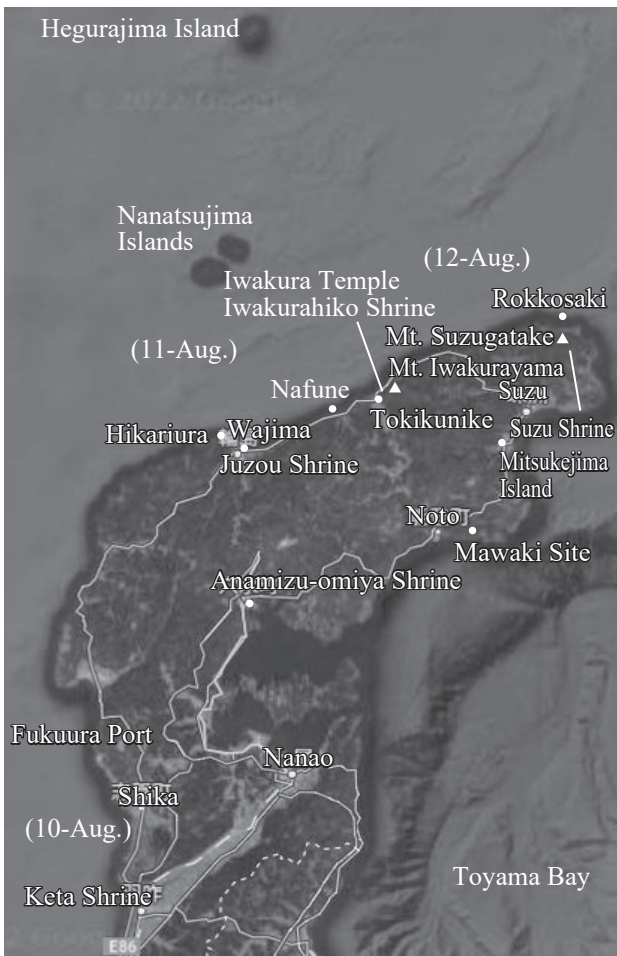 Hegurajima Island
© 2022 Google
Nanatsujima
Islands
(12-Aug.)
Iwakura Temple
Iwakurahiko Shrine
Rokkosaki
Mt. Suzugatake
(11-Aug.)
Mt. Iwakurayama
Nafune
Suzu
Tokikunike
Suzu Shrine
Hikariura
Wajima
Juzou Shrine
Mitsukejima
Island
Noto
Mawaki Site
Anamizu-omiya Shrine
Fukuura Port
Nanao
Shika
(10-Aug.)
Toyama Bay
Keta Shrine
E86